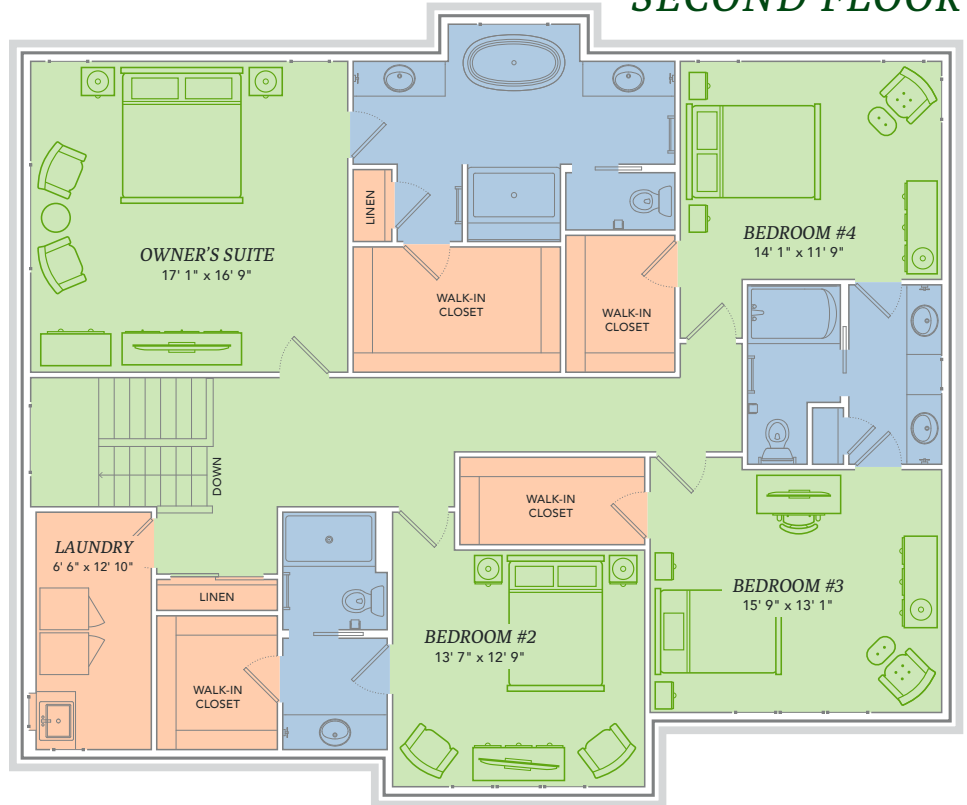 SECOND FLOOR
OWNER'S SUITE
17' 1" x 16' 9"
LINEN
WALK-IN
CLOSET
WALK-IN
CLOSET
BEDROOM #4
14' 1" x 11' 9"
DOWN
WALK-IN
CLOSET
LAUNDRY
6' 6" x 12' 10"
LINEN
WALK-IN
CLOSET
BEDROOM #2
13' 7" x 12' 9"
BEDROOM #3
15' 9" x 13' 1"